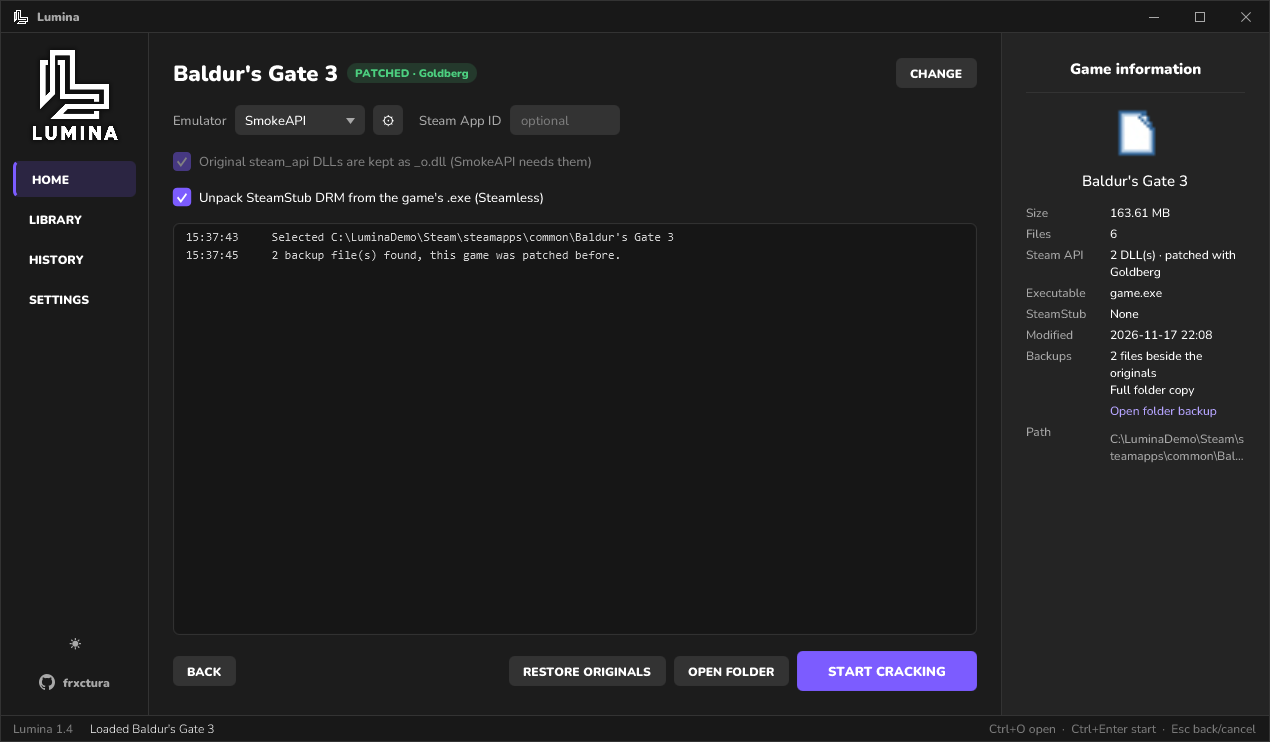 Lumina
LUMINA
HOME
LIBRARY
HISTORY
SETTINGS
frxctura
Baldur's Gate 3
PATCHED · Goldberg
CHANGE
Emulator
SmokeAPI
Steam App ID
optional
Original steam_api DLLs are kept as _o.dll (SmokeAPI needs them)
Unpack SteamStub DRM from the game's .exe (Steamless)
15:37:43 Selected C:\LuminaDemo\Steam\steamapps\common\Baldur's Gate 3
15:37:45 2 backup file(s) found, this game was patched before.
BACK
RESTORE ORIGINALS
OPEN FOLDER
START CRACKING
Game information
Baldur's Gate 3
Size 163.61 MB
Files 6
Steam API 2 DLL(s) · patched with
Goldberg
Executable game.exe
SteamStub None
Modified 2026-11-17 22:08
Backups 2 files beside the
originals
Full folder copy
Open folder backup
Path C:\LuminaDemo\Steam\s
teamapps\common\Bal...
Lumina 1.4 Loaded Baldur's Gate 3
Ctrl+O open · Ctrl+Enter start · Esc back/cancel